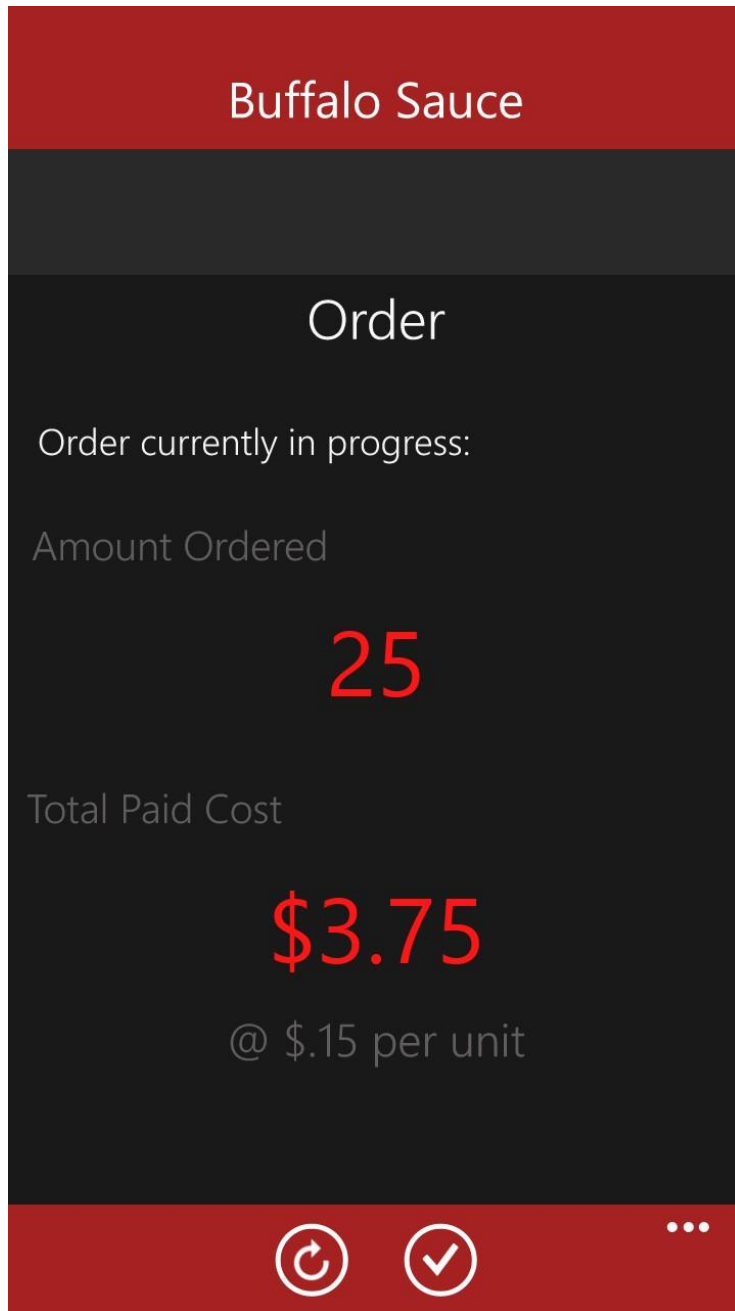 Buffalo Sauce
Order
Order currently in progress:
Amount Ordered
25
Total Paid Cost
$3.75
@ $.15 per unit